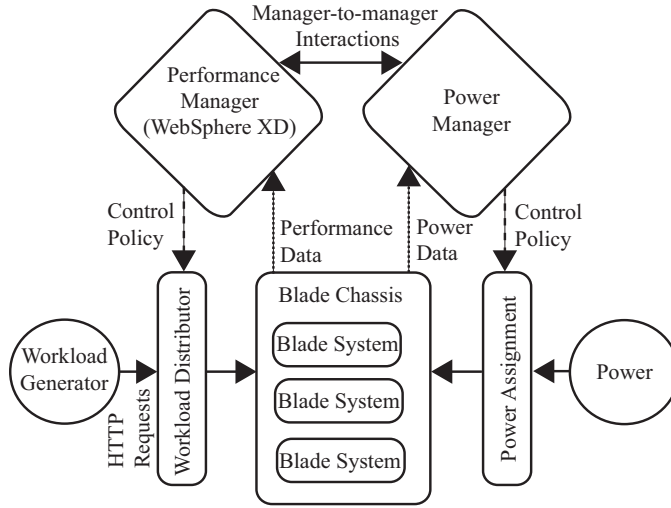 Manager-to-manager
Interactions
Performance
Manager
(WebSphere XD)
Power
Manager
Control
Policy
Performance
Data
Power
Data
Control
Policy
Workload
Generator
HTTP
Requests
Workload Distributor
Blade Chassis
Blade System
Blade System
Blade System
Power Assignment
Power